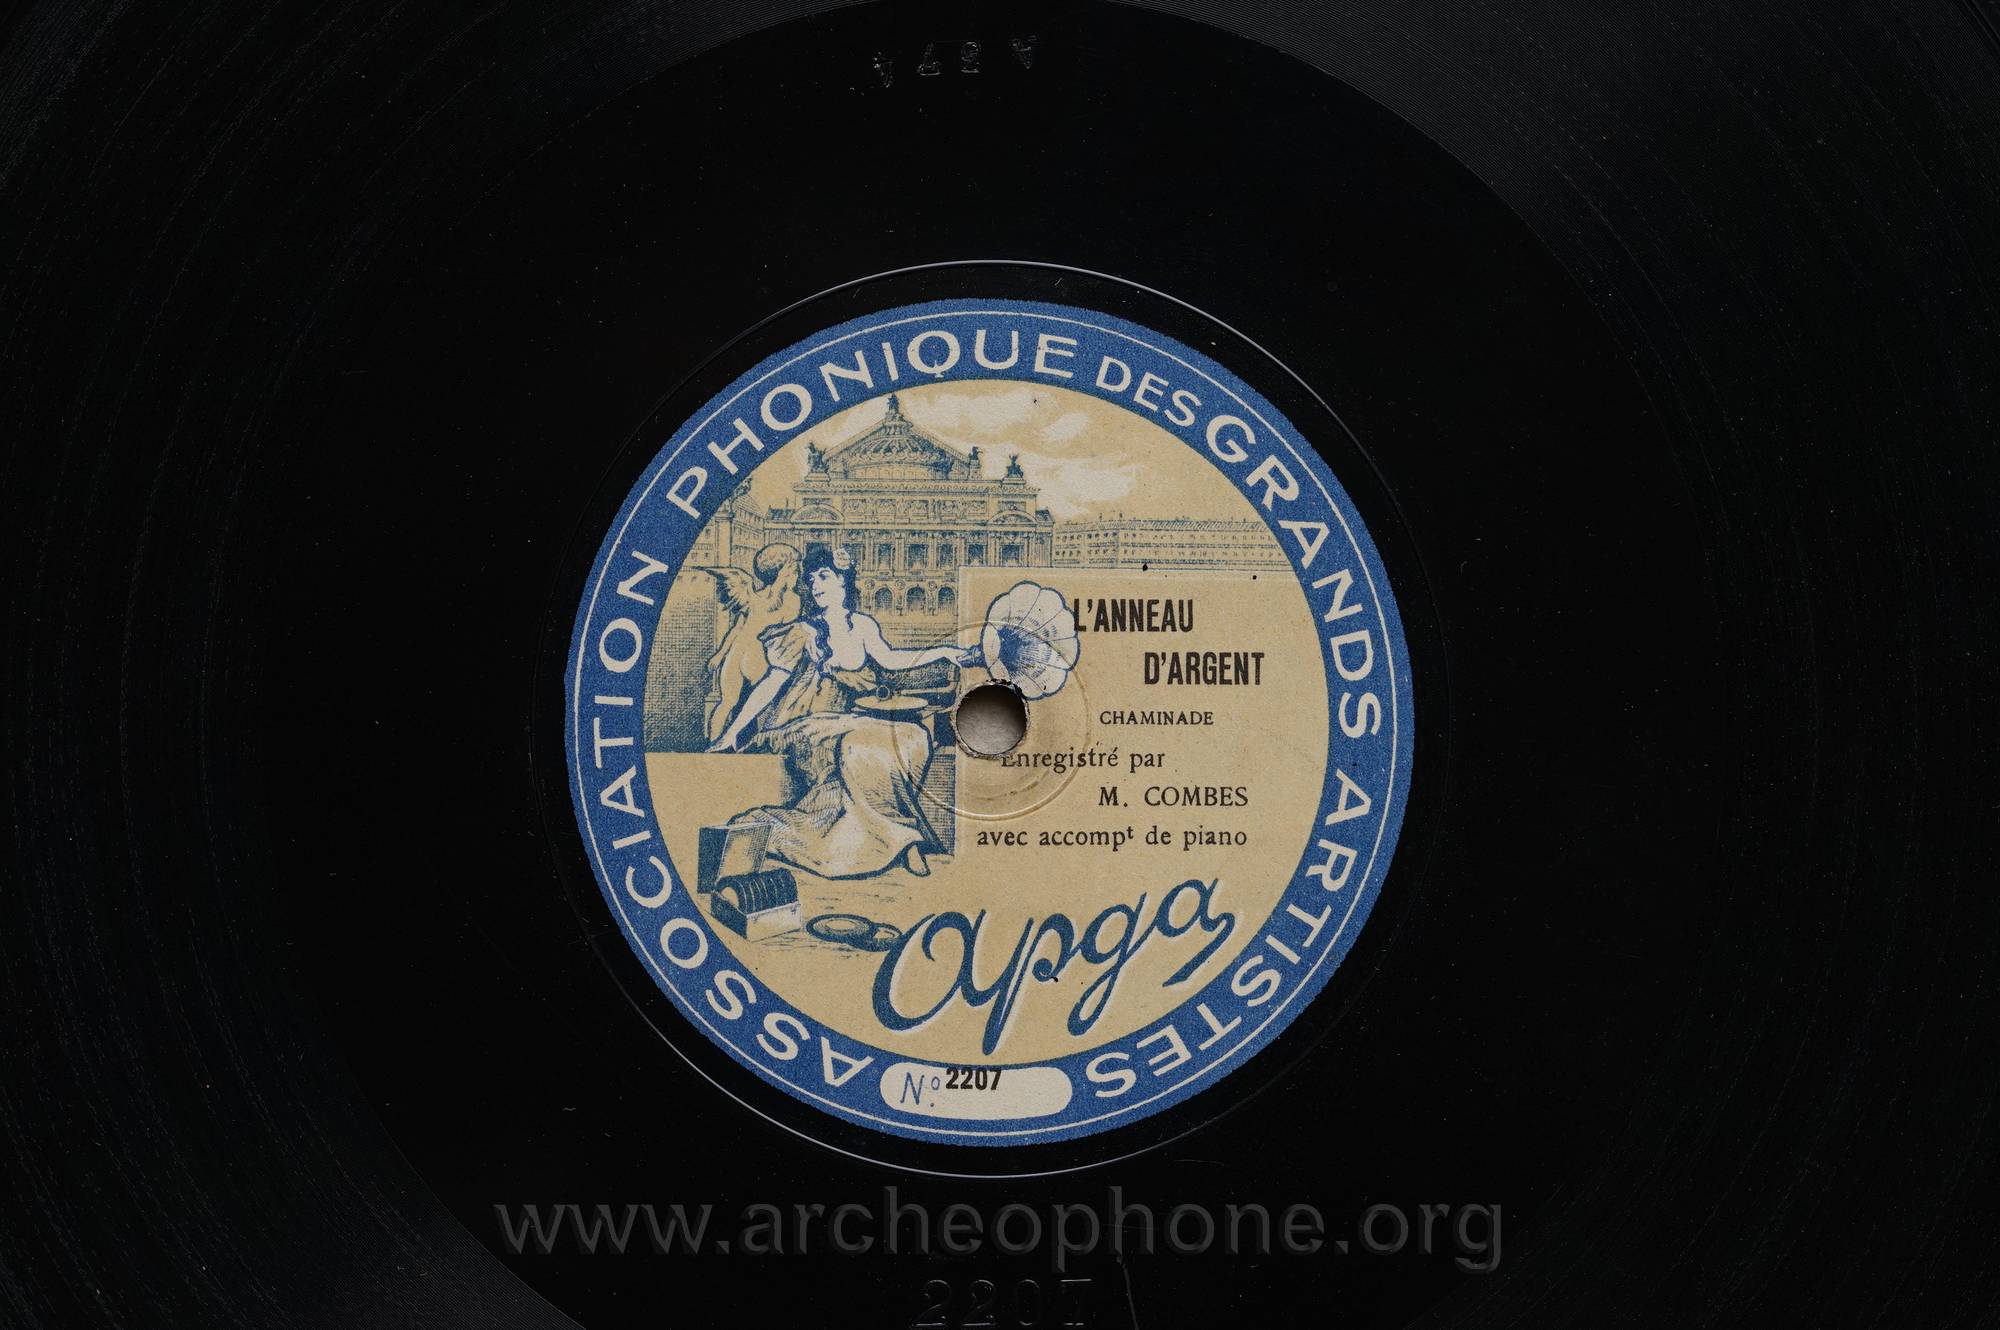 ASSOCIATION PHONIQUE DES GRANDS ARTISTES
L'ANNEAU
D'ARGENT
CHAMINADE
Enregistré par
M. COMBES
avec accompt de piano
apga
No. 2207
www.archeophone.org
2207